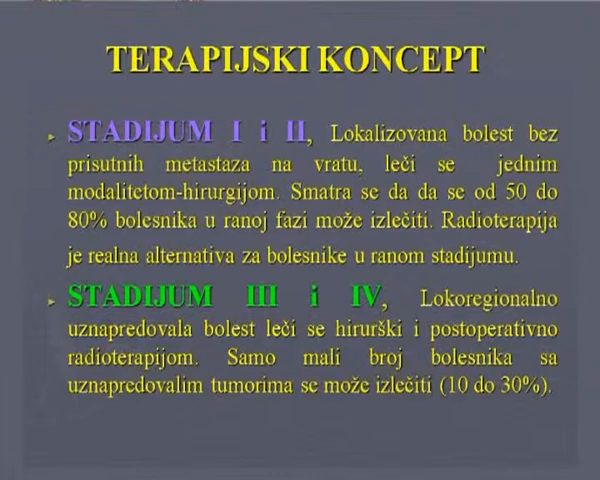 TERAPIJSKI KONCEPT
STADIJUM I i II, Lokalizovana bolest bez
prisutnih metastaza na vratu, leči se jednim
modalitetom-hirurgijom. Smatra se da da se od 50 do
80% bolesnika u ranoj fazi može izlečiti. Radioterapija
je realna alternativa za bolesnike u ranom stadijumu.
STADIJUM III i IV, Lokoregionalno
uznapredovala bolest leči se hirurški i postoperativno
radioterapijom. Samo mali broj bolesnika sa
uznapredovalim tumorima se može izlečiti (10 do 30%).